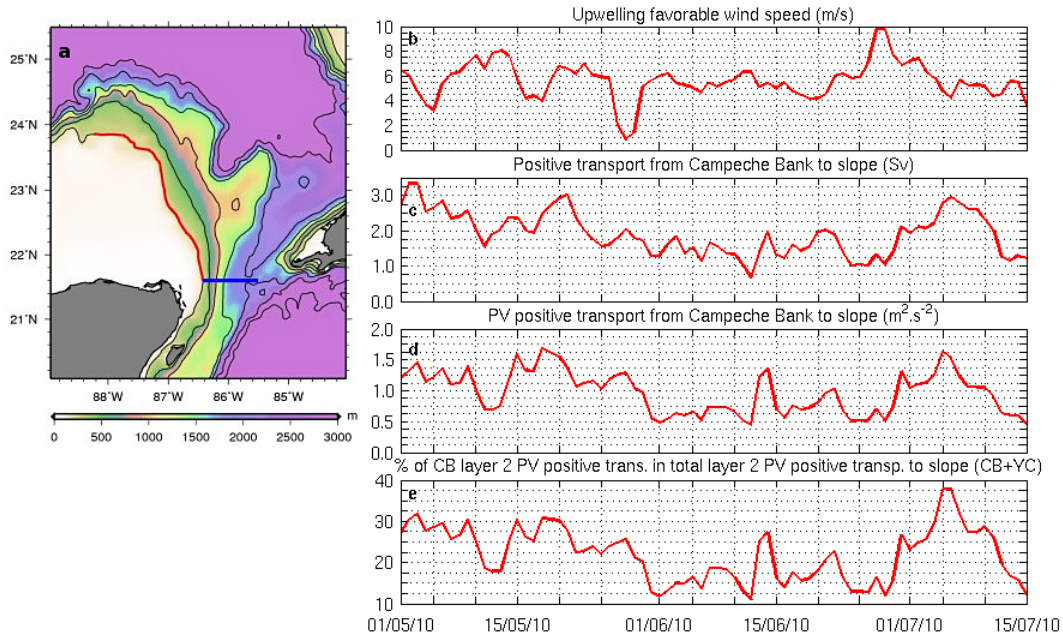 a
25°N
24°N
23°N
22°N
21°N
88°W 87°W 86°W 85°W
m
0 500 1000 1500 2000 2500 3000
Upwelling favorable wind speed (m/s)
b
10
8
6
4
2
0
Positive transport from Campeche Bank to slope (Sv)
c
3.0
2.0
1.0
0.0
PV positive transport from Campeche Bank to slope (m².s⁻²)
d
2.0
1.5
1.0
0.5
0.0
% of CB layer 2 PV positive trans. in total layer 2 PV positive transp. to slope (CB+YC)
e
40
30
20
10
01/05/10 15/05/10 01/06/10 15/06/10 01/07/10 15/07/10